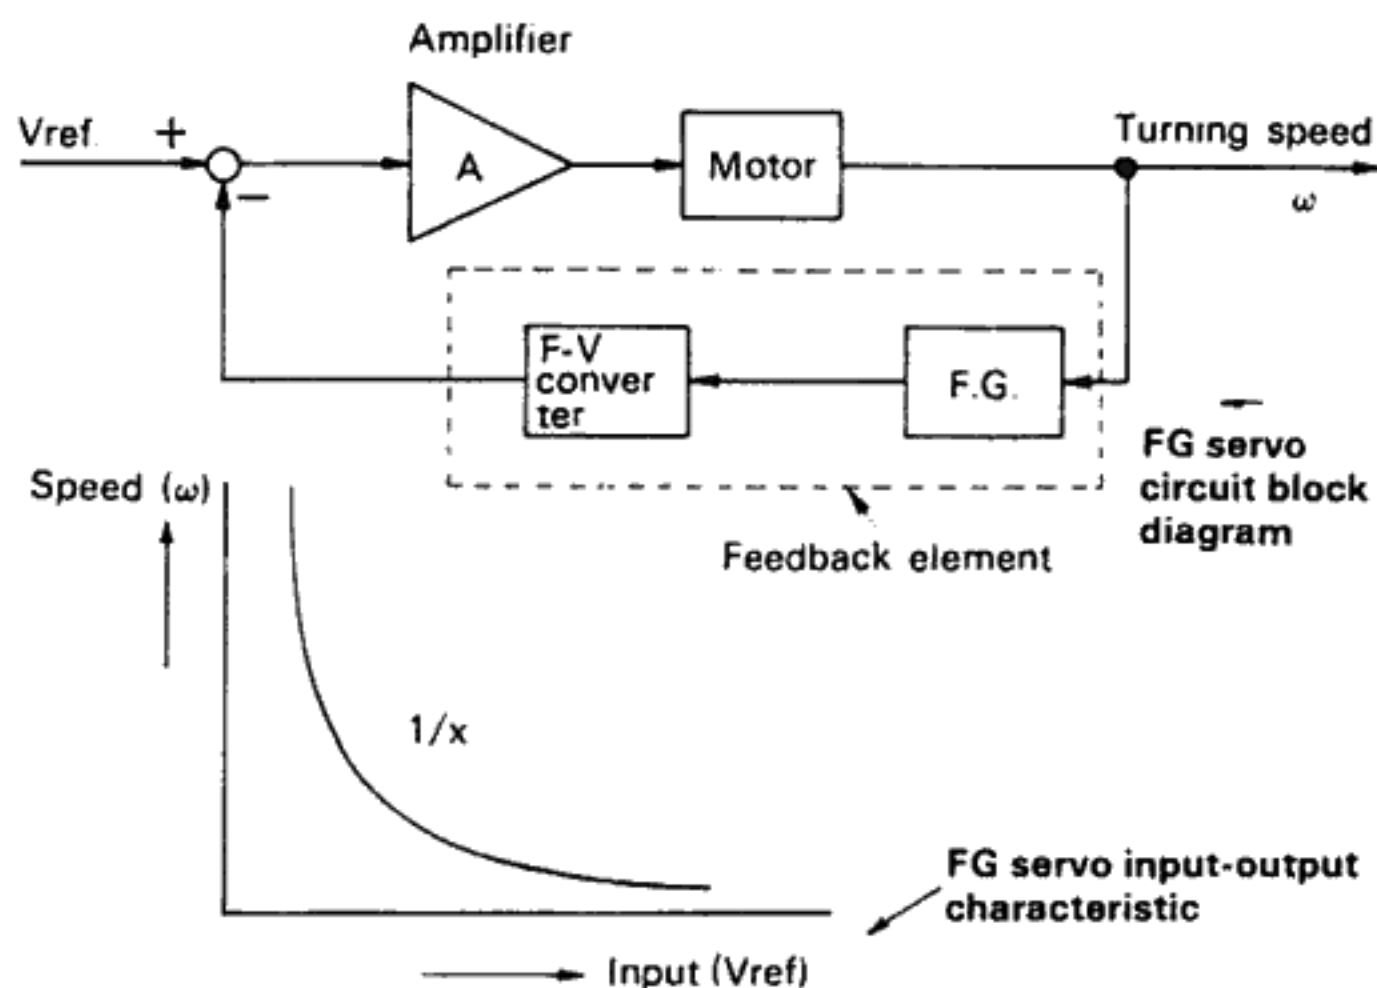 Amplifier
Vref.
+
A
Motor
Turning speed
ω
−
F-V
conver
ter
F.G.
FG servo
circuit block
diagram
Speed (ω)
Feedback element
1/x
FG servo input-output
characteristic
Input (Vref)